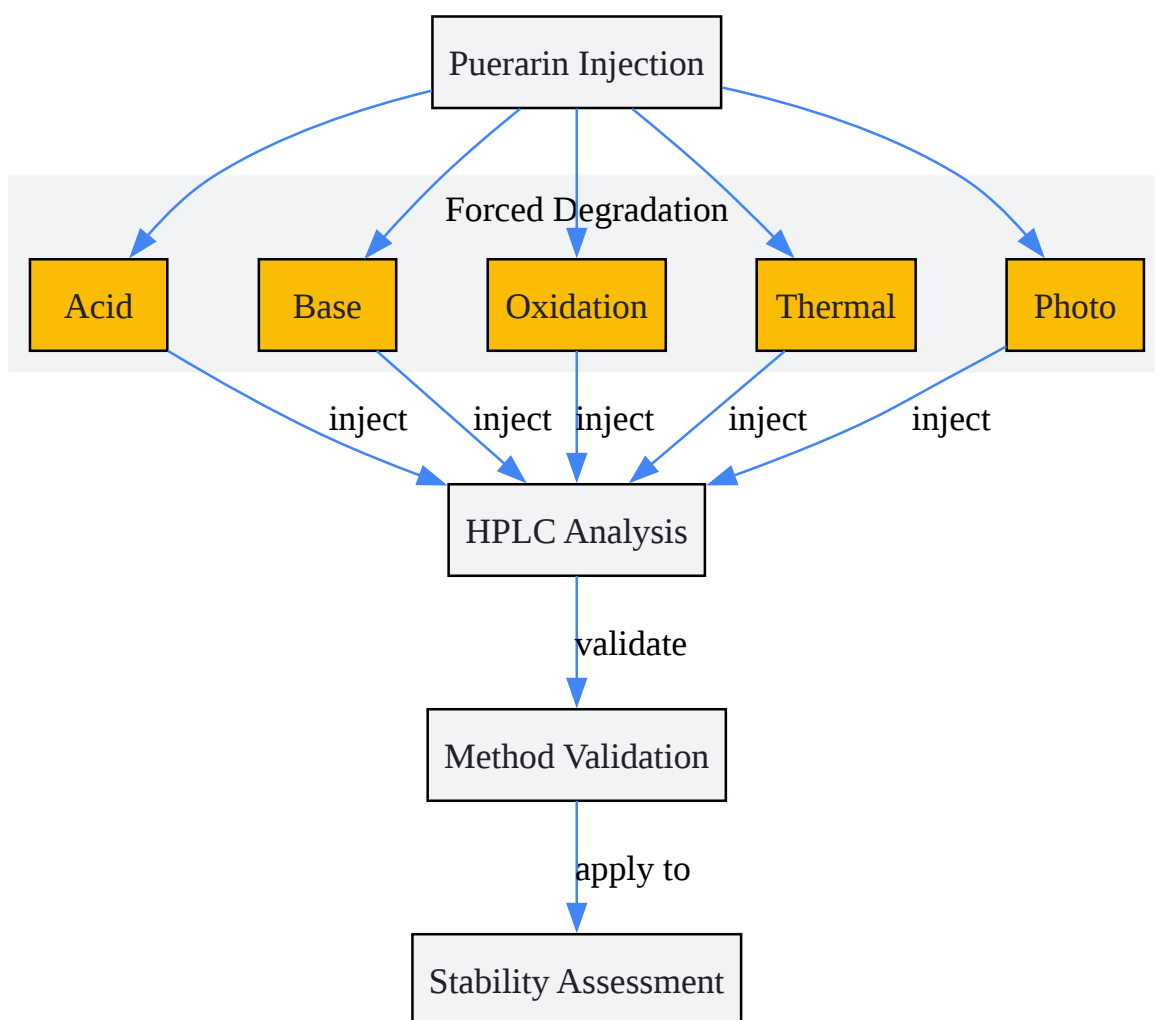 Puerarin Injection
Forced Degradation
Acid
Base
Oxidation
Thermal
Photo
inject
inject
inject
inject
inject
HPLC Analysis
validate
Method Validation
apply to
Stability Assessment